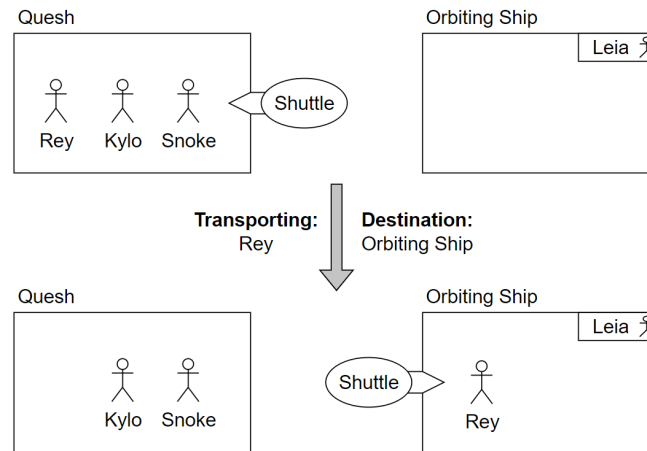 Quesh
Orbiting Ship
Leia
Shuttle
Rey
Kylo
Snoke
Transporting:
Rey
Destination:
Orbiting Ship
Quesh
Orbiting Ship
Leia
Shuttle
Kylo
Snoke
Rey